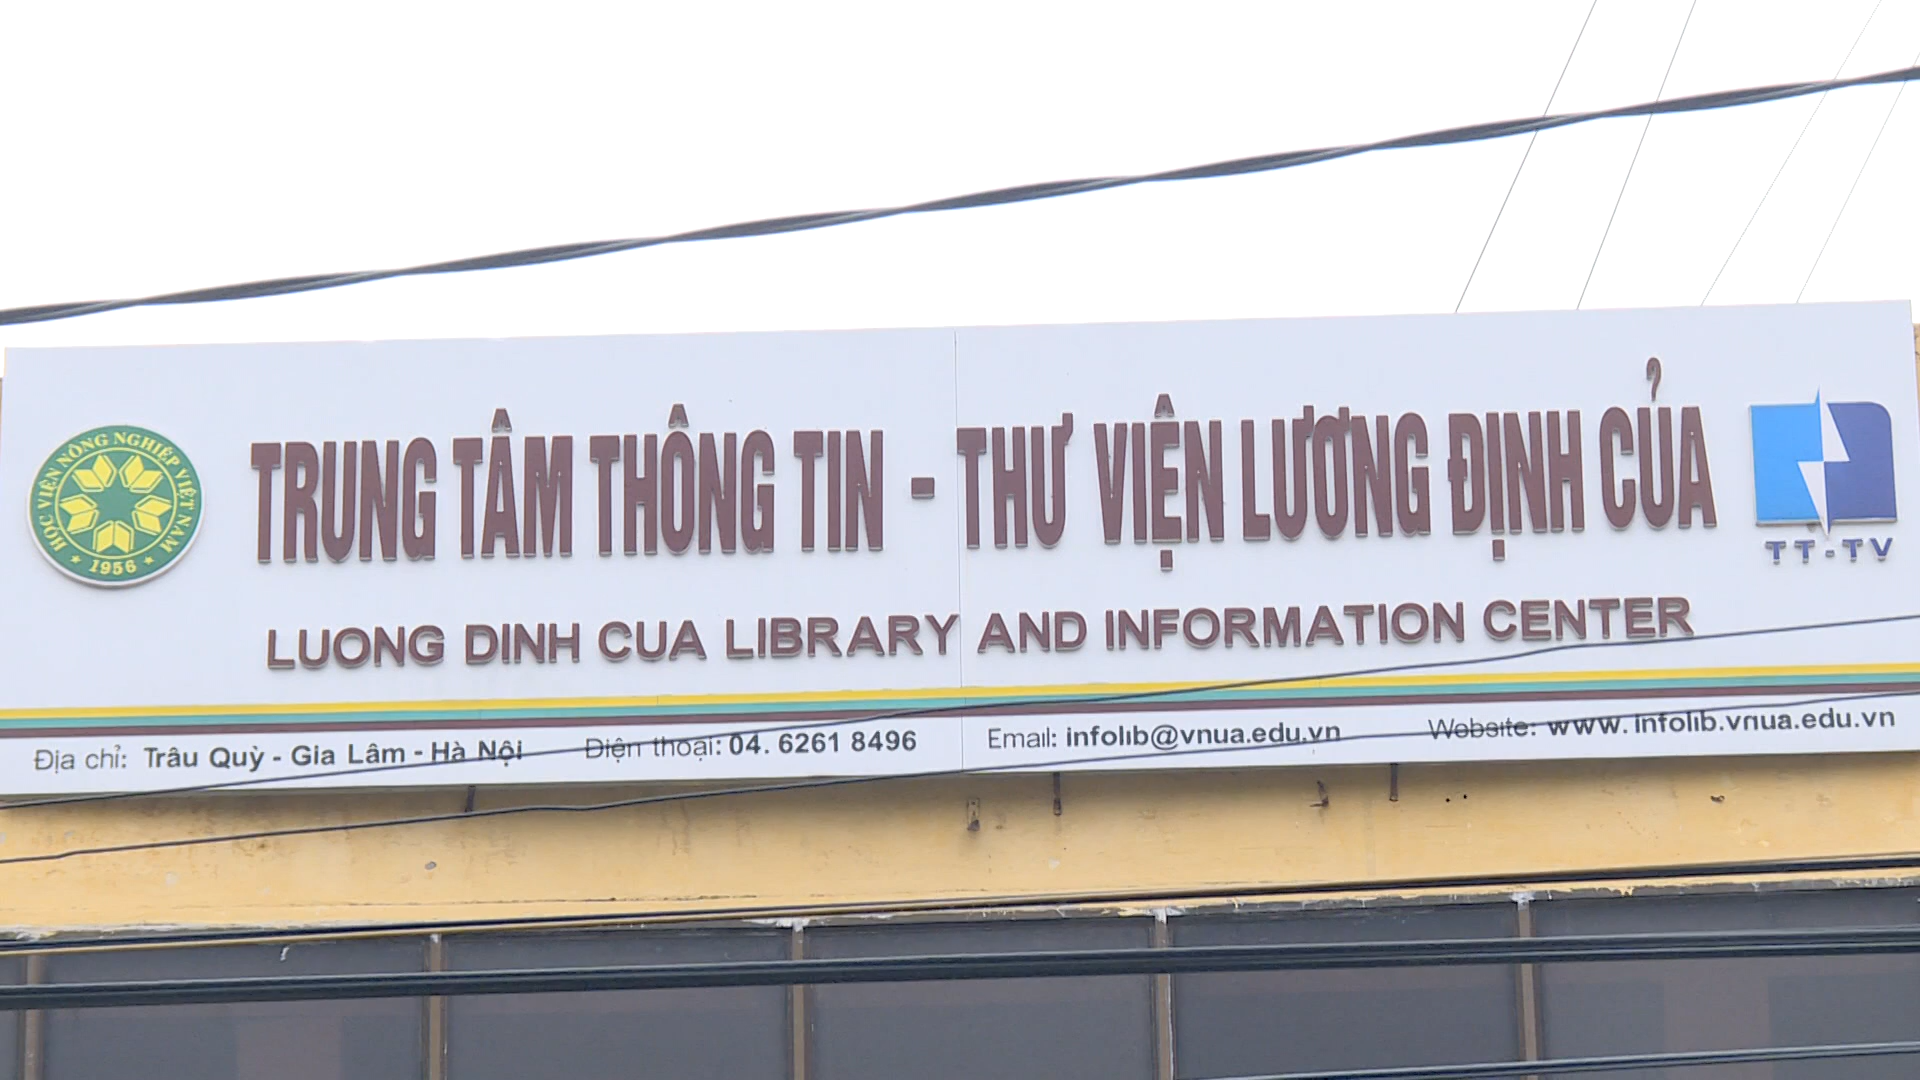 HỌC VIỆN NÔNG NGHIỆP VIỆT NAM
★ 1956 ★
TRUNG TÂM THÔNG TIN - THƯ VIỆN LƯƠNG ĐỊNH CỦA
TT-TV
LUONG DINH CUA LIBRARY AND INFORMATION CENTER
Địa chỉ: Trâu Quỳ - Gia Lâm - Hà Nội Điện thoại: 04. 6261 8496 Email: infolib@vnua.edu.vn Website: www. infolib.vnua.edu.vn